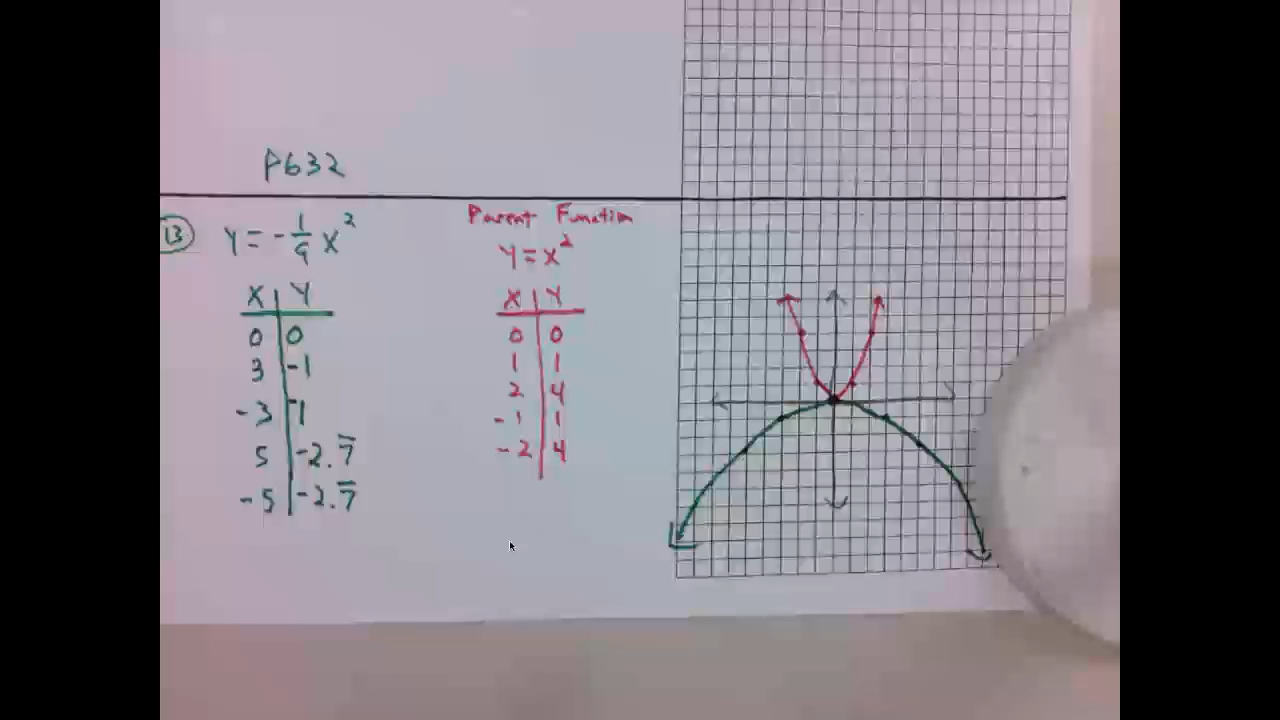 P632
13 Y = -1/9 X²
X | Y
0 | 0
3 | -1
-3 | -1
5 | -2.7̅
-5 | -2.7̅
Parent Function
Y = X²
X | Y
0 | 0
1 | 1
2 | 4
-1 | 1
-2 | 4